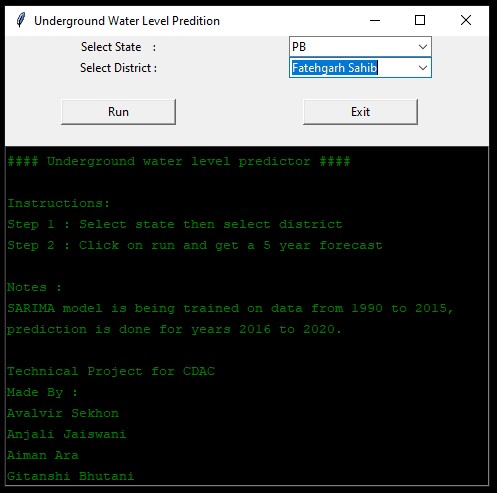 Underground Water Level Predition
Select State :
PB
Select District :
Fatehgarh Sahib
Run
Exit
#### Underground water level predictor ####
Instructions:
Step 1 : Select state then select district
Step 2 : Click on run and get a 5 year forecast
Notes :
SARIMA model is being trained on data from 1990 to 2015,
prediction is done for years 2016 to 2020.
Technical Project for CDAC
Made By :
Avalvir Sekhon
Anjali Jaiswani
Aiman Ara
Gitanshi Bhutani